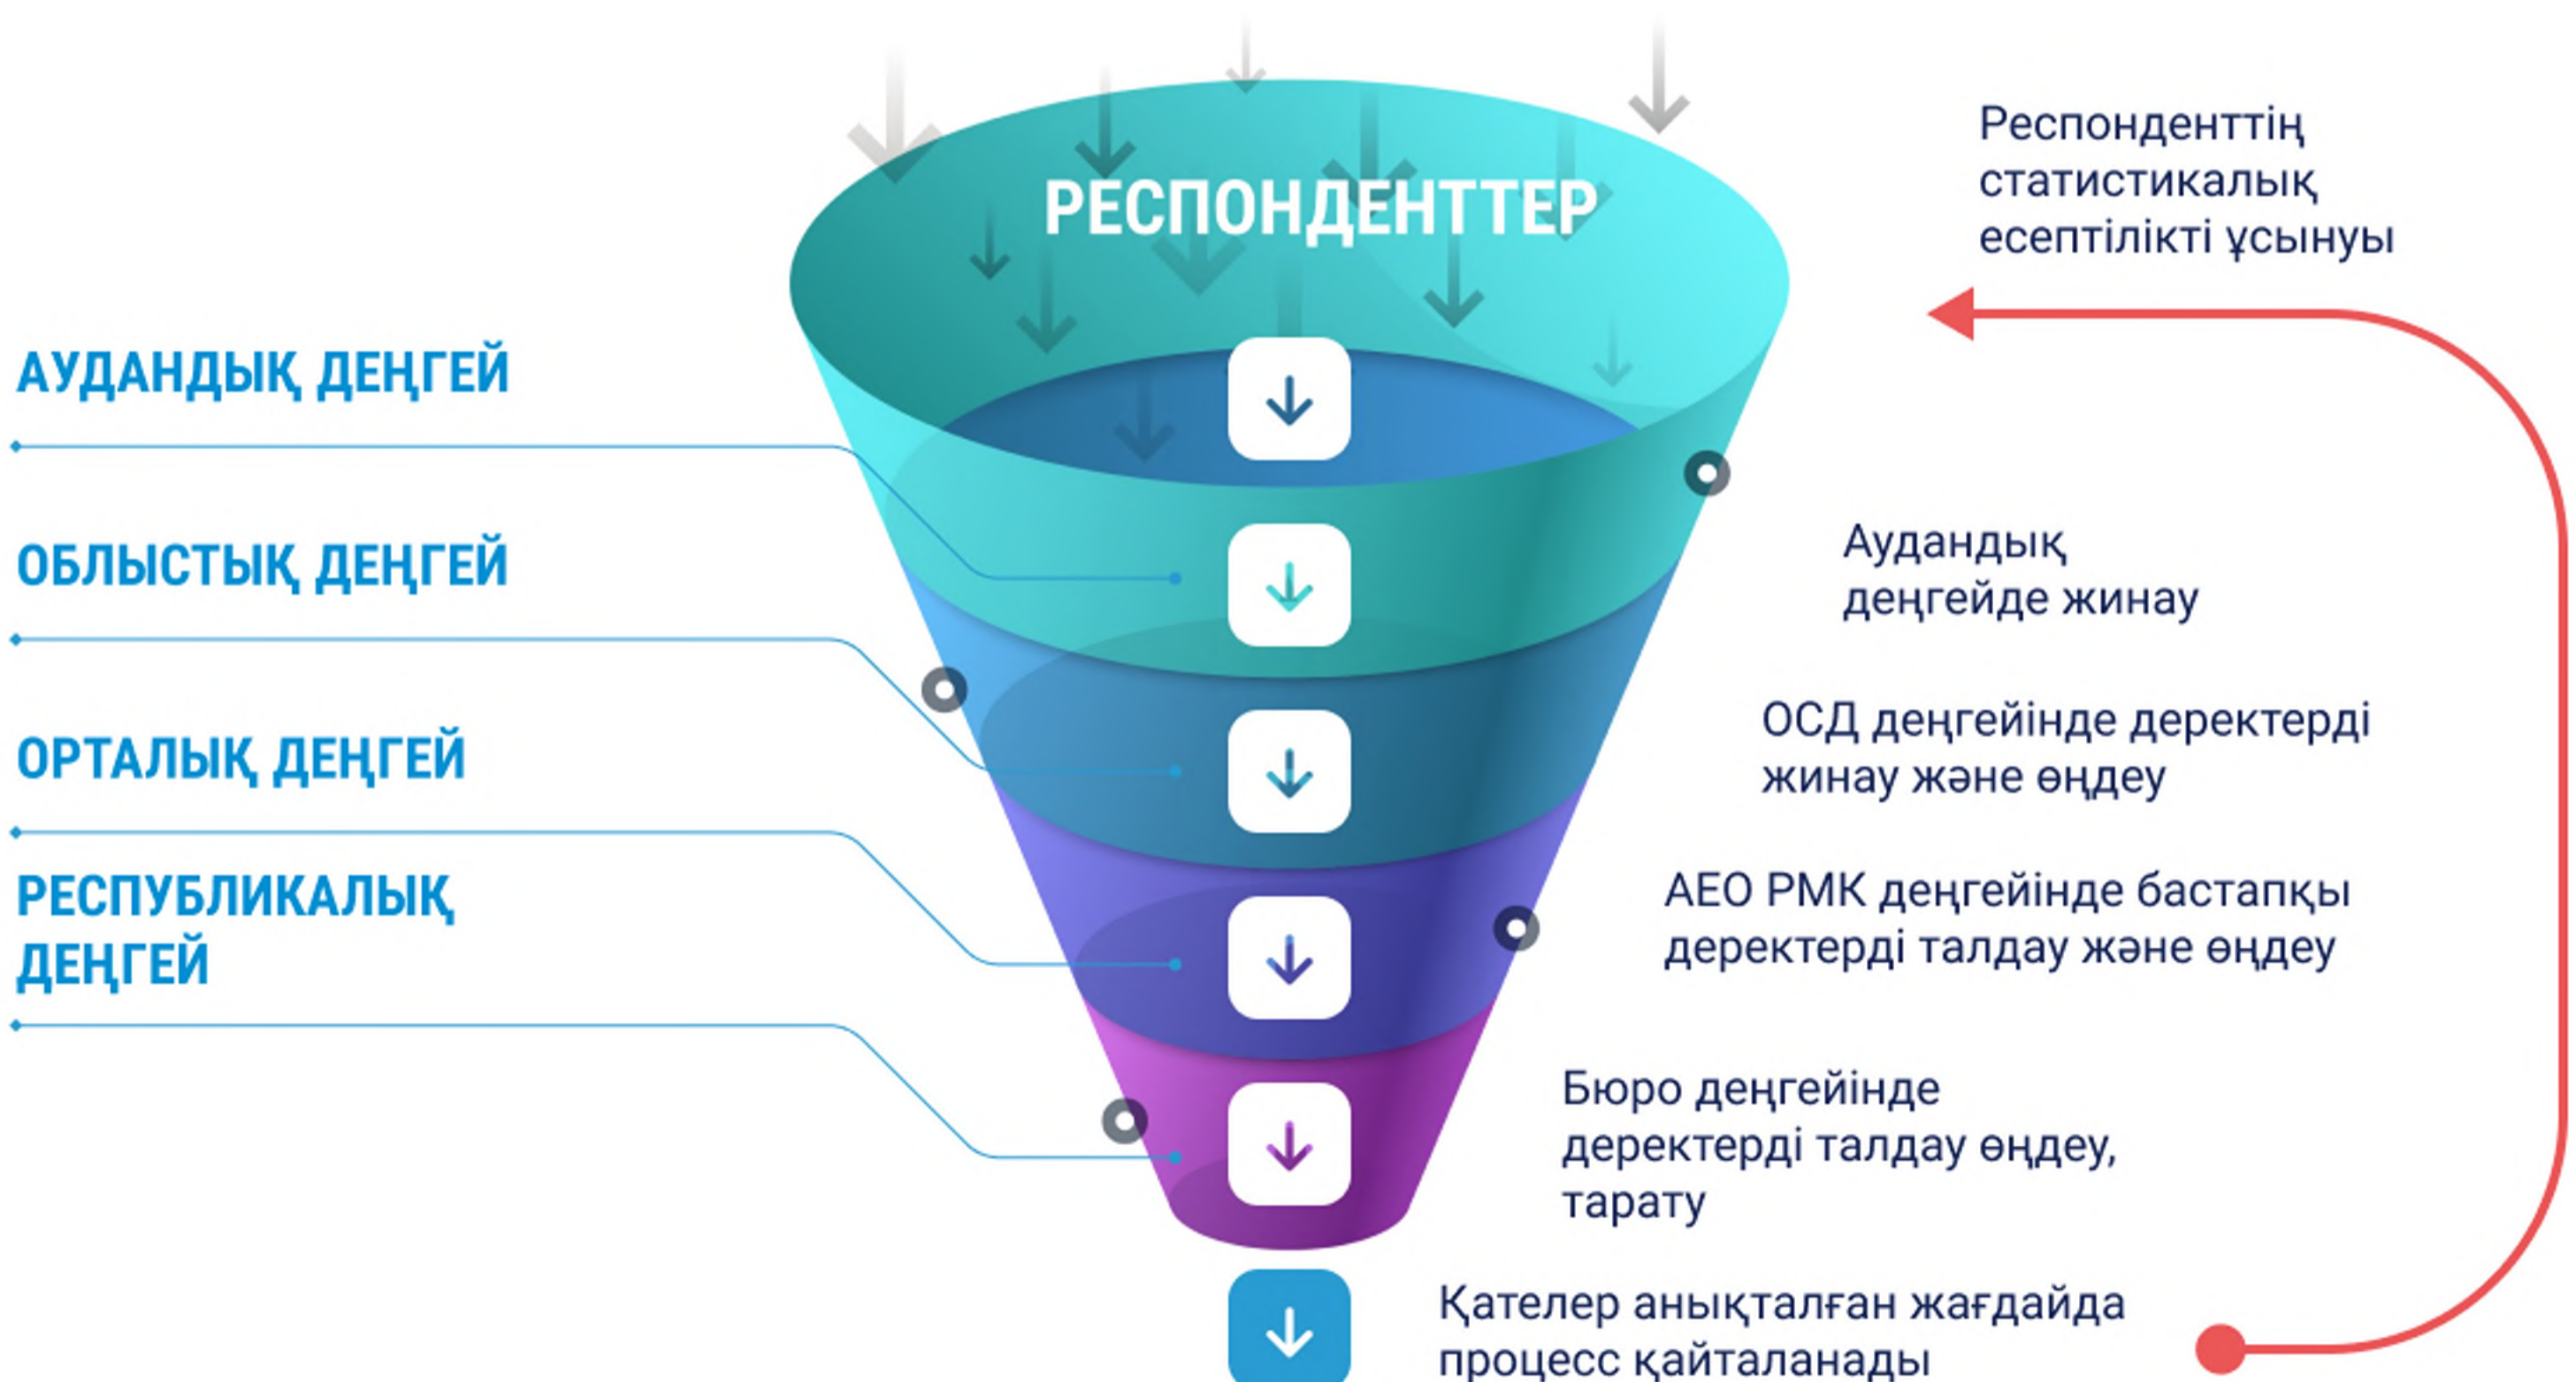 РЕСПОНДЕНТТЕР
АУДАНДЫҚ ДЕҢГЕЙ
ОБЛЫСТЫҚ ДЕҢГЕЙ
ОРТАЛЫҚ ДЕҢГЕЙ
РЕСПУБЛИКАЛЫҚ
ДЕҢГЕЙ
Респонденттің
статистикалық
есептілікті ұсынуы
Аудандық
деңгейде жинау
ОСД деңгейінде деректерді
жинау және өңдеу
АЕО РМК деңгейінде бастапқы
деректерді талдау және өңдеу
Бюро деңгейінде
деректерді талдау өңдеу,
тарату
Қателер анықталған жағдайда
процесс қайталанады